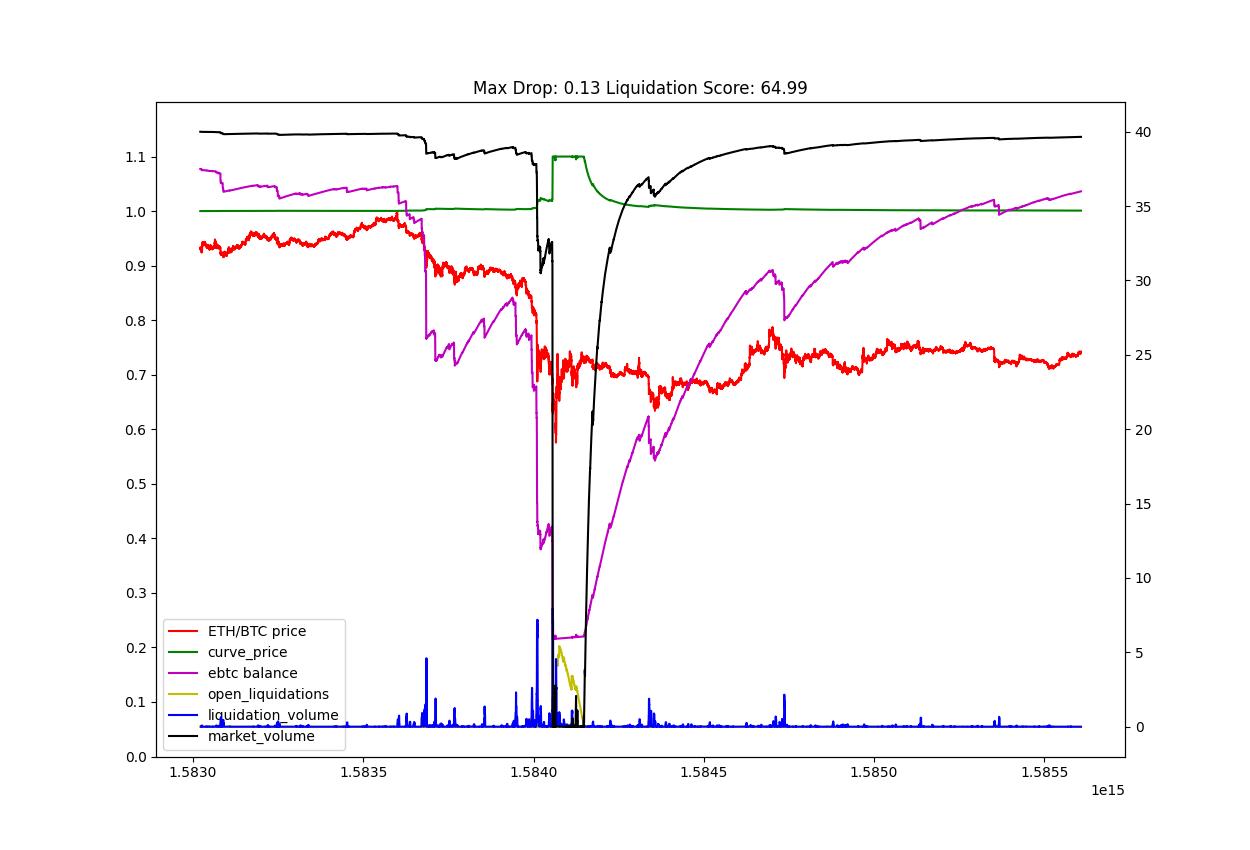 Max Drop: 0.13 Liquidation Score: 64.99
1.1
1.0
0.9
0.8
0.7
0.6
0.5
0.4
0.3
0.2
0.1
0.0
40
35
30
25
20
15
10
5
0
ETH/BTC price
curve_price
ebtc balance
open_liquidations
liquidation_volume
market_volume
1.5830 1.5835 1.5840 1.5845 1.5850 1.5855
1e15